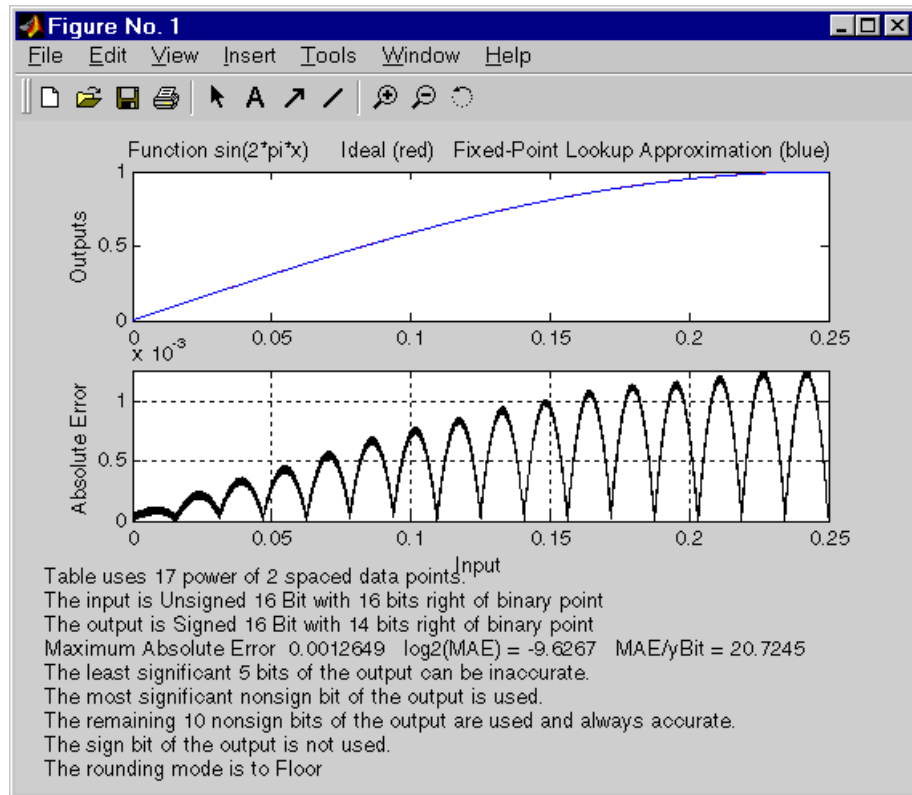 Figure No. 1
File Edit View Insert Tools Window Help
A
Function sin(2*pi*x) Ideal (red) Fixed-Point Lookup Approximation (blue)
1
0.5
0
Outputs
0 0.05 0.1 0.15 0.2 0.25
x 10^-3
1
0.5
0
Absolute Error
0 0.05 0.1 0.15 0.2 0.25
Input
Table uses 17 power of 2 spaced data points.
The input is Unsigned 16 Bit with 16 bits right of binary point
The output is Signed 16 Bit with 14 bits right of binary point
Maximum Absolute Error 0.0012649 log2(MAE) = -9.6267 MAE/yBit = 20.7245
The least significant 5 bits of the output can be inaccurate.
The most significant nonsign bit of the output is used.
The remaining 10 nonsign bits of the output are used and always accurate.
The sign bit of the output is not used.
The rounding mode is to Floor